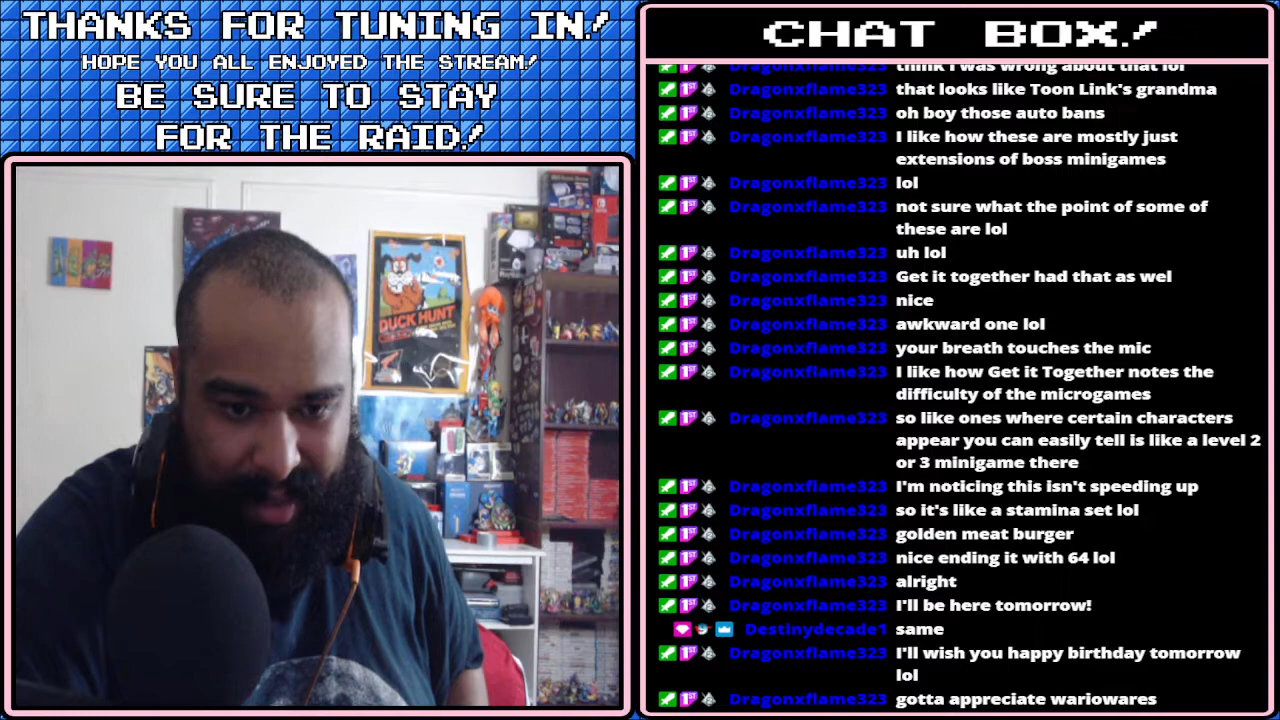 THANKS FOR TUNING IN!
HOPE YOU ALL ENJOYED THE STREAM!
BE SURE TO STAY
FOR THE RAID!
DUCK HUNT
CHAT BOX!
Dragonxflame323 think I was wrong about that lol
Dragonxflame323 that looks like Toon Link's grandma
Dragonxflame323 oh boy those auto bans
Dragonxflame323 I like how these are mostly just
extensions of boss minigames
Dragonxflame323 lol
Dragonxflame323 not sure what the point of some of
these are lol
Dragonxflame323 uh lol
Dragonxflame323 Get it together had that as wel
Dragonxflame323 nice
Dragonxflame323 awkward one lol
Dragonxflame323 your breath touches the mic
Dragonxflame323 I like how Get it Together notes the
difficulty of the microgames
Dragonxflame323 so like ones where certain characters
appear you can easily tell is like a level 2
or 3 minigame there
Dragonxflame323 I'm noticing this isn't speeding up
Dragonxflame323 so it's like a stamina set lol
Dragonxflame323 golden meat burger
Dragonxflame323 nice ending it with 64 lol
Dragonxflame323 alright
Dragonxflame323 I'll be here tomorrow!
Destinydecade1 same
Dragonxflame323 I'll wish you happy birthday tomorrow
lol
Dragonxflame323 gotta appreciate wariowares